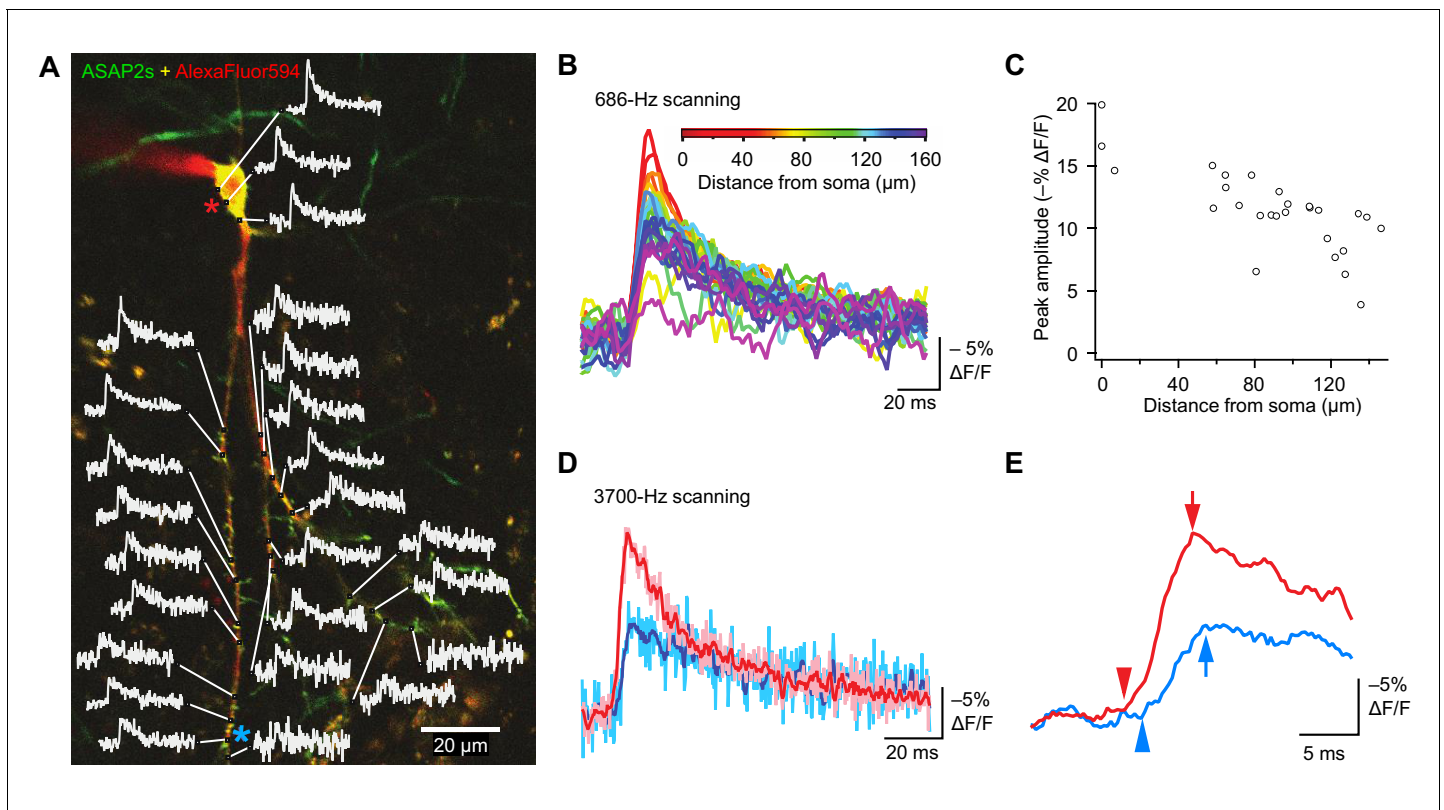 A
ASAP2s + AlexaFluor594
*
*
20 µm
B
686-Hz scanning
0 40 80 120 160
Distance from soma (µm)
– 5%
ΔF/F
20 ms
C
20
15
10
5
0
Peak amplitude (–% ΔF/F)
0 40 80 120
Distance from soma (µm)
D
3700-Hz scanning
–5%
ΔF/F
20 ms
E
–5%
ΔF/F
5 ms